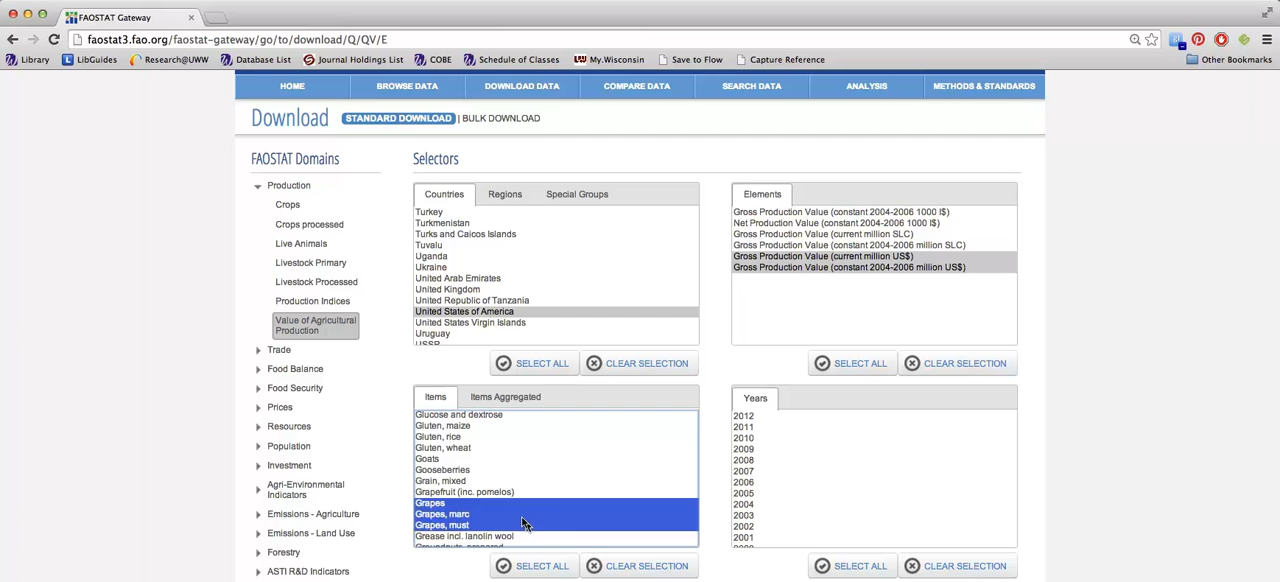 FAOSTAT Gateway
faostat3.fao.org/faostat-gateway/go/to/download/Q/QV/E
Library LibGuides Research@UWW Database List Journal Holdings List COBE Schedule of Classes My.Wisconsin Save to Flow Capture Reference Other Bookmarks
HOME BROWSE DATA DOWNLOAD DATA COMPARE DATA SEARCH DATA ANALYSIS METHODS & STANDARDS
Download STANDARD DOWNLOAD | BULK DOWNLOAD
FAOSTAT Domains
Production
Crops
Crops processed
Live Animals
Livestock Primary
Livestock Processed
Production Indices
Value of Agricultural
Production
Trade
Food Balance
Food Security
Prices
Resources
Population
Investment
Agri-Environmental
Indicators
Emissions - Agriculture
Emissions - Land Use
Forestry
ASTI R&D Indicators
Selectors
Countries Regions Special Groups
Turkey
Turkmenistan
Turks and Caicos Islands
Tuvalu
Uganda
Ukraine
United Arab Emirates
United Kingdom
United Republic of Tanzania
United States of America
United States Virgin Islands
Uruguay
USSR
SELECT ALL CLEAR SELECTION
Elements
Gross Production Value (constant 2004-2006 1000 I$)
Net Production Value (constant 2004-2006 1000 I$)
Gross Production Value (current million SLC)
Gross Production Value (constant 2004-2006 million SLC)
Gross Production Value (current million US$)
Gross Production Value (constant 2004-2006 million US$)
SELECT ALL CLEAR SELECTION
Items Items Aggregated
Glucose and dextrose
Gluten, maize
Gluten, rice
Gluten, wheat
Goats
Gooseberries
Grain, mixed
Grapefruit (inc. pomelos)
Grapes
Grapes, marc
Grapes, must
Grease incl. lanolin wool
Groundnuts, prepared
SELECT ALL CLEAR SELECTION
Years
2012
2011
2010
2009
2008
2007
2006
2005
2004
2003
2002
2001
2000
SELECT ALL CLEAR SELECTION